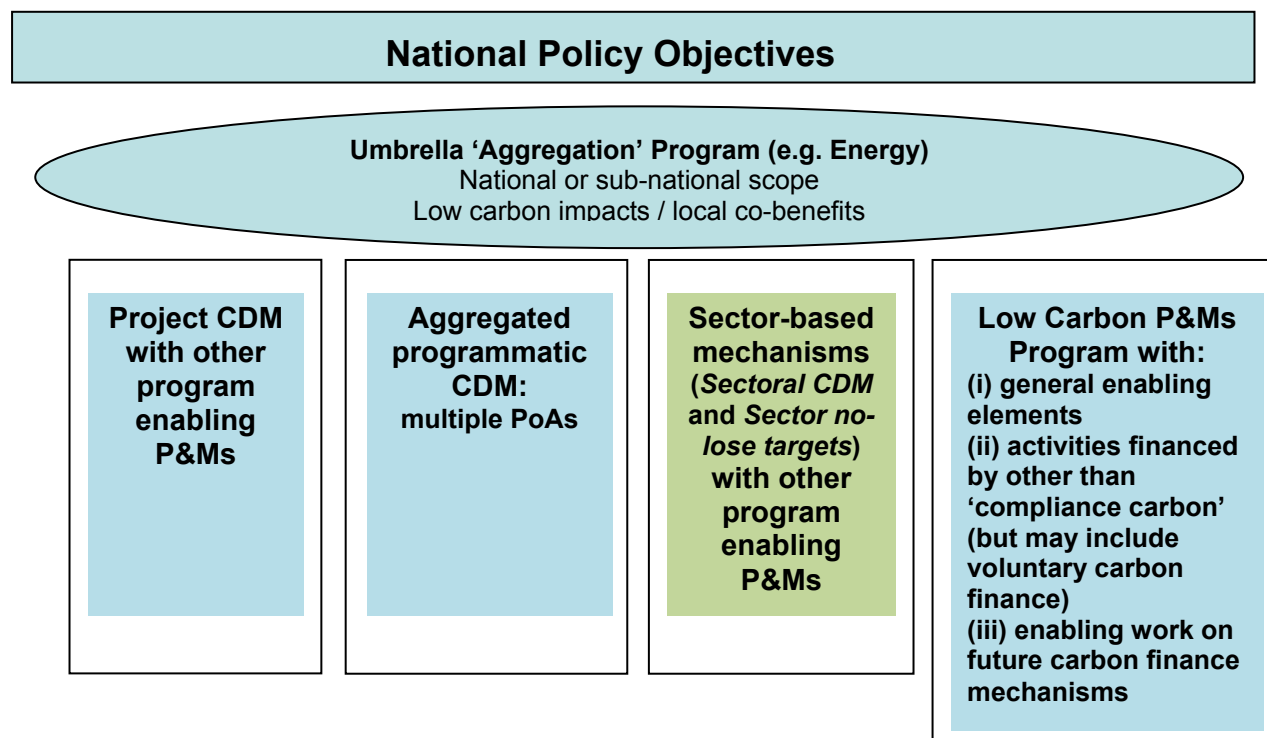 National Policy Objectives
Umbrella ‘Aggregation’ Program (e.g. Energy)
National or sub-national scope
Low carbon impacts / local co-benefits
Project CDM
with other
program
enabling
P&Ms
Aggregated
programmatic
CDM:
multiple PoAs
Sector-based
mechanisms
(Sectoral CDM
and Sector no-
lose targets)
with other
program
enabling
P&Ms
Low Carbon P&Ms
Program with:
(i) general enabling
elements
(ii) activities financed
by other than
‘compliance carbon’
(but may include
voluntary carbon
finance)
(iii) enabling work on
future carbon finance
mechanisms